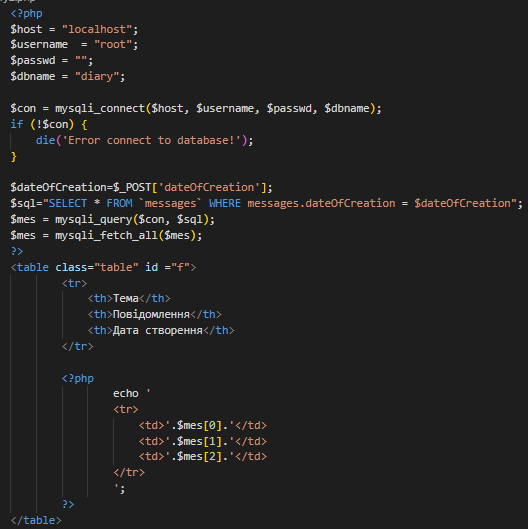 <?php
$host = "localhost";
$username  = "root";
$passwd = "";
$dbname = "diary";
$con = mysqli_connect($host, $username, $passwd, $dbname);
if (!$con) {
    die('Error connect to database!');
}
$dateOfCreation=$_POST['dateOfCreation'];
$sql="SELECT * FROM `messages` WHERE messages.dateOfCreation = $dateOfCreation";
$mes = mysqli_query($con, $sql);
$mes = mysqli_fetch_all($mes);
?>
<table class="table" id ="f">
        <tr>
            <th>Тема</th>
            <th>Повідомлення</th>
            <th>Дата створення</th>
        </tr>
        <?php
                echo '
                <tr>
                    <td>'.$mes[0].'</td>
                    <td>'.$mes[1].'</td>
                    <td>'.$mes[2].'</td>
                </tr>
                ';
        ?>
</table>